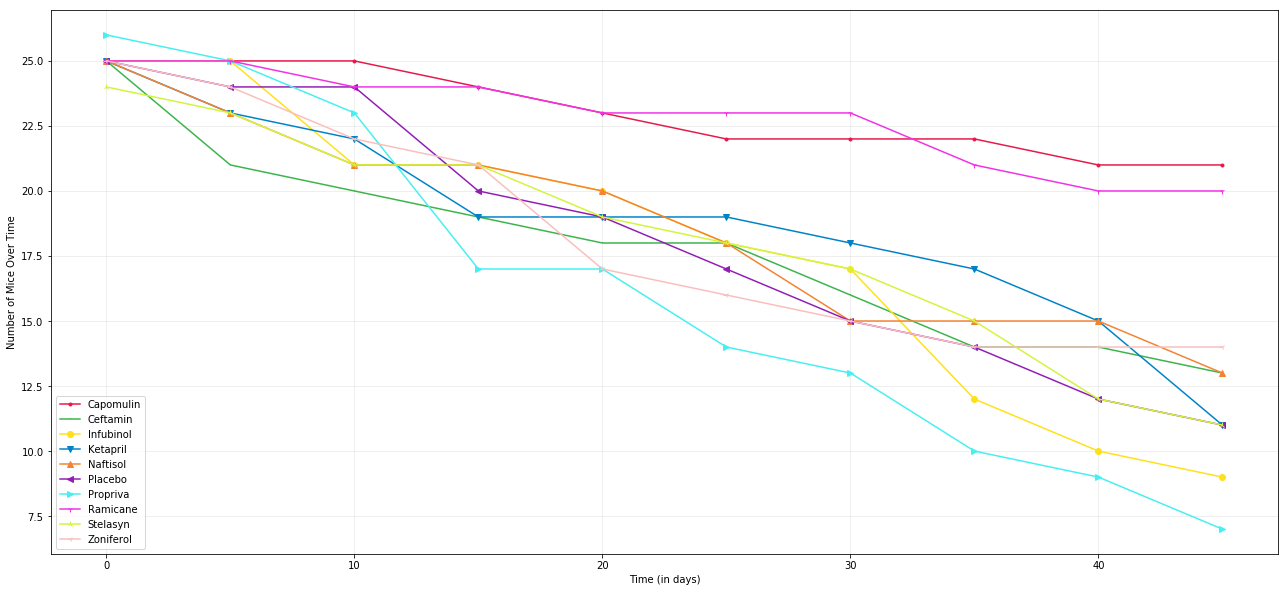 Number of Mice Over Time
25.0
22.5
20.0
17.5
15.0
12.5
10.0
7.5
Capomulin
Ceftamin
Infubinol
Ketapril
Naftisol
Placebo
Propriva
Ramicane
Stelasyn
Zoniferol
0 10 20 30 40
Time (in days)